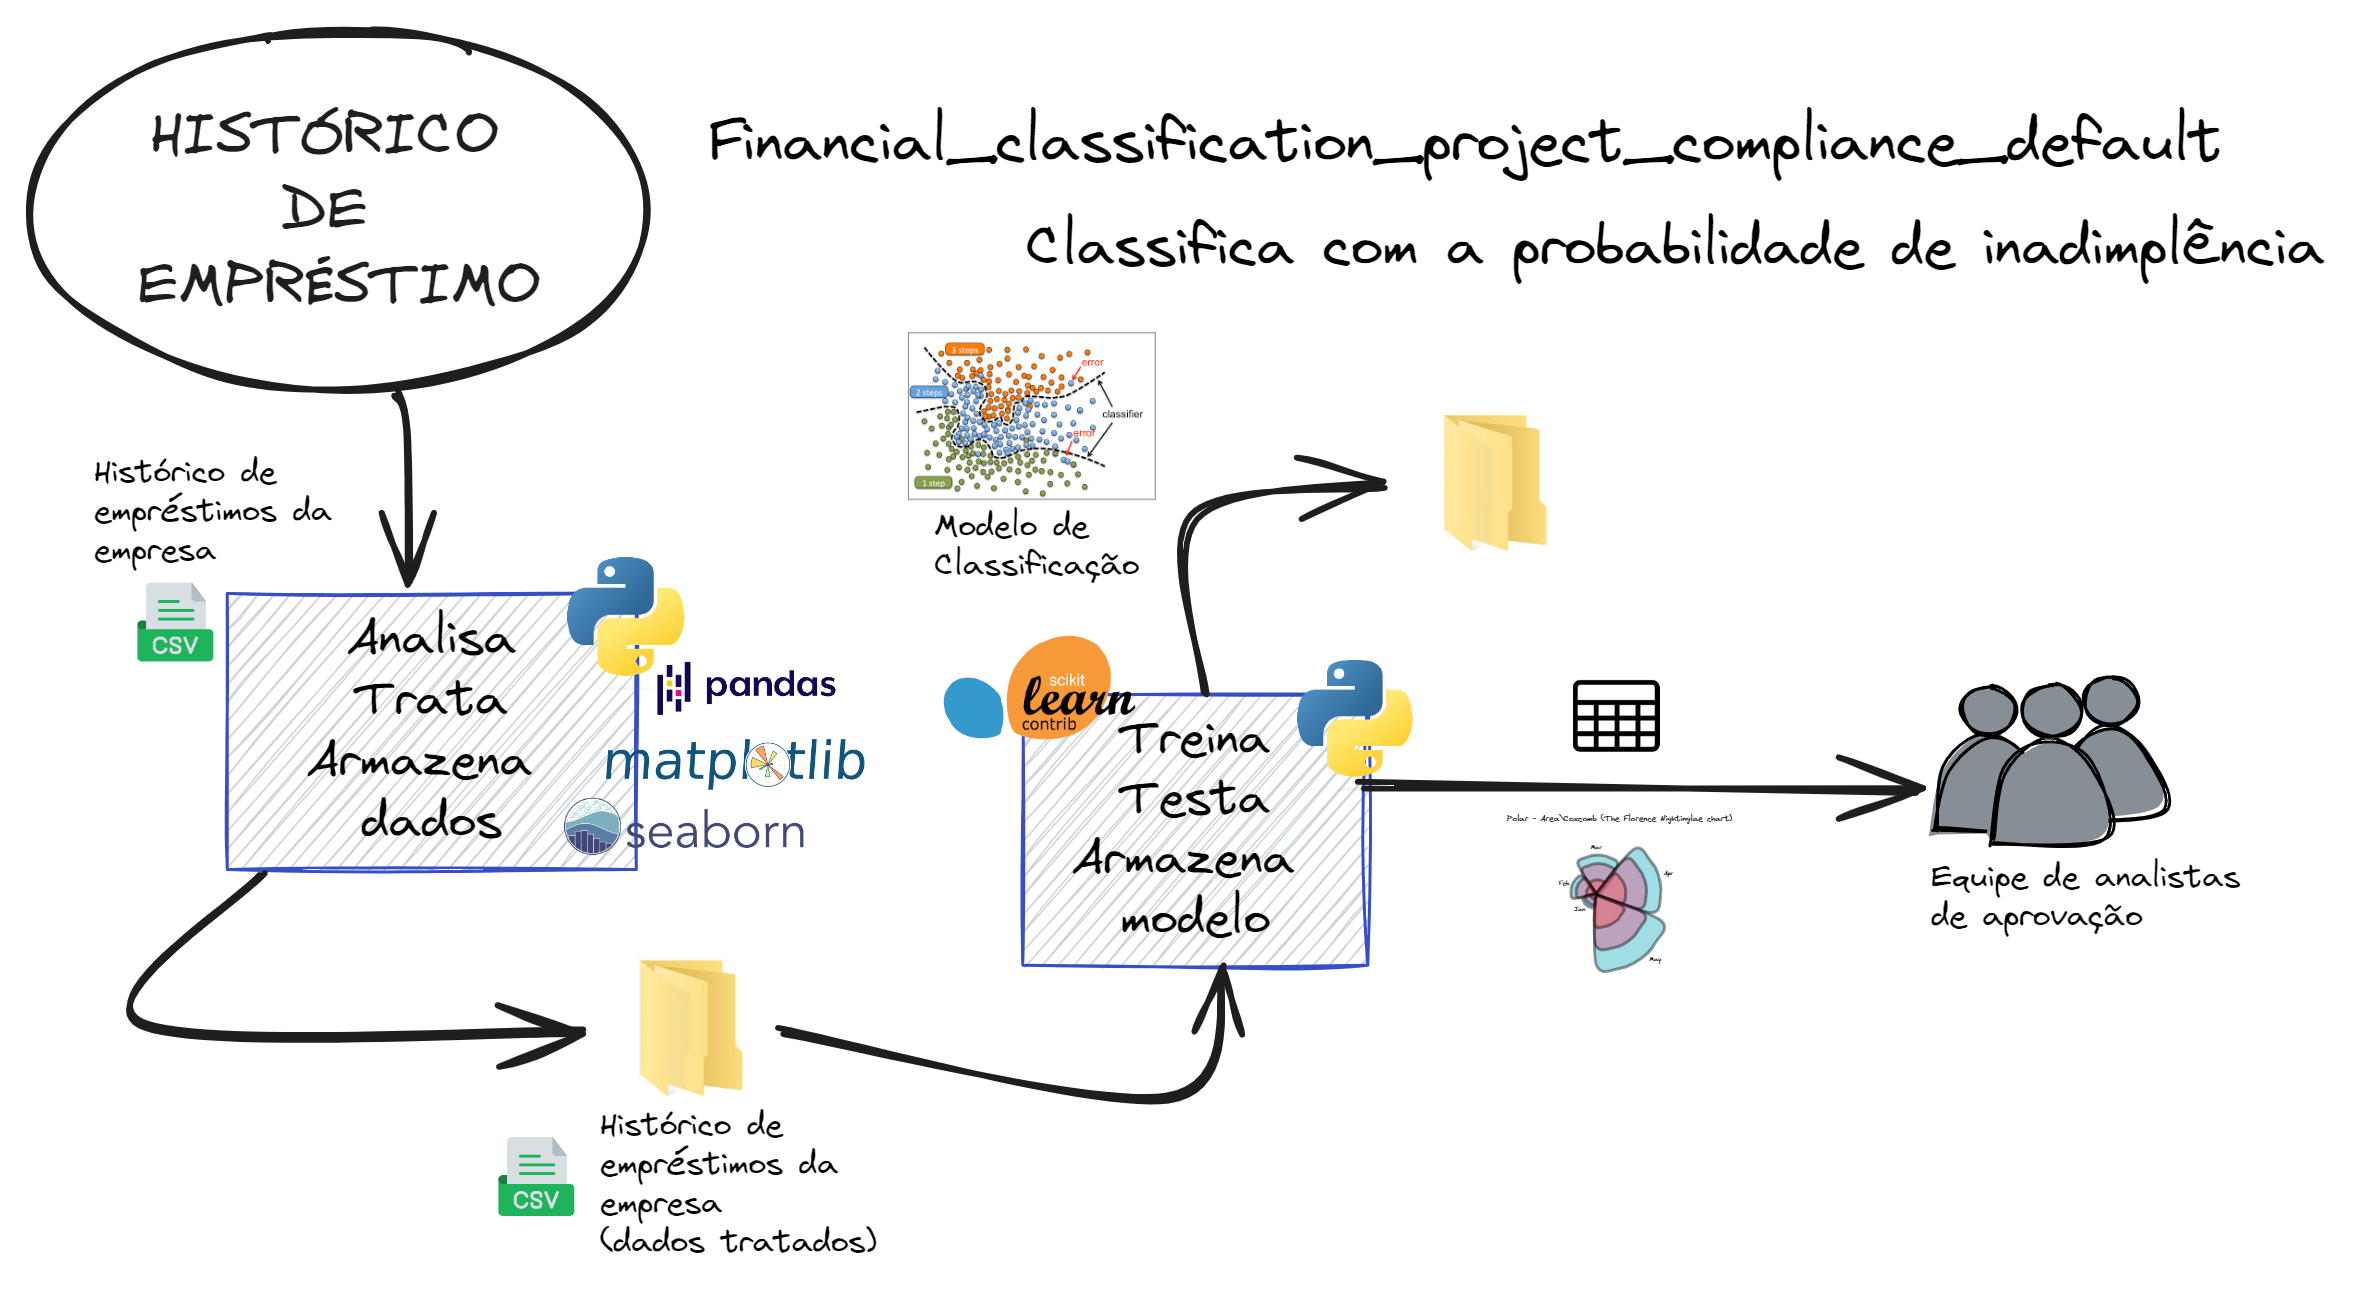 HISTÓRICO
DE
EMPRÉSTIMO
Financial_classification_project_compliance_default
Classifica com a probabilidade de inadimplência
3 steps
error
2 steps
classifier
error
1 step
Modelo de
Classificação
Histórico de
empréstimos da
empresa
CSV
Analisa
Trata
Armazena
dados
pandas
matplotlib
seaborn
scikit
learn
contrib
Treina
Testa
Armazena
modelo
Polar - Area\Coxcomb (The Florence Nightinglae chart)
Mar
Apr
Feb
Jan
May
Equipe de analistas
de aprovação
Histórico de
empréstimos da
empresa
(dados tratados)
CSV